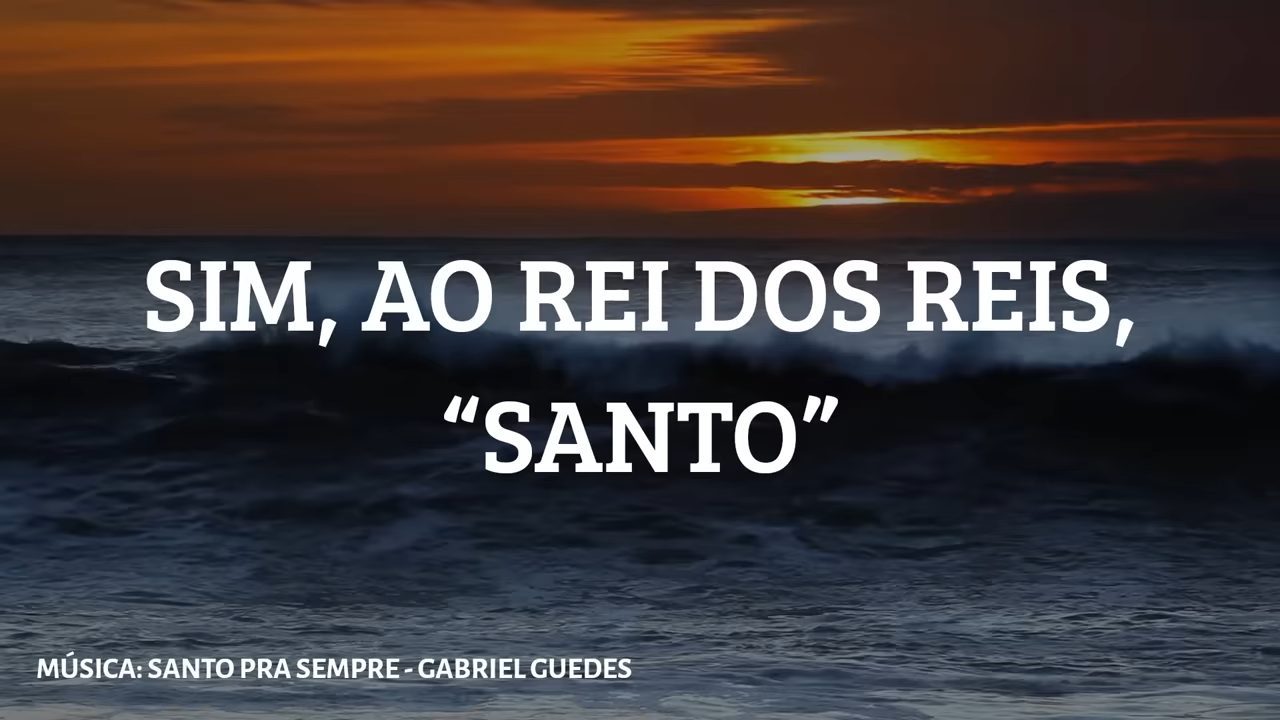 SIM, AO REI DOS REIS,
“SANTO”
MÚSICA: SANTO PRA SEMPRE - GABRIEL GUEDES